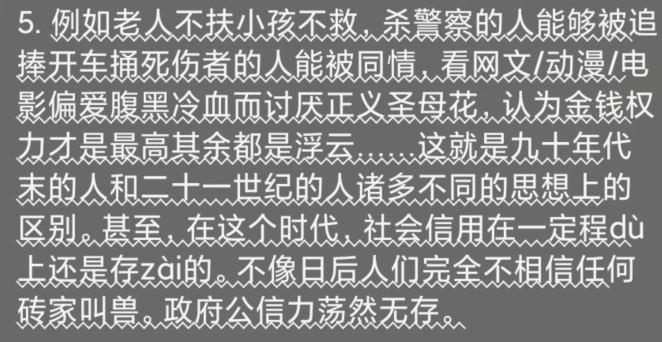 5. 例如老人不扶小孩不救，杀警察的人能够被追
捧开车捅死伤者的人能被同情，看网文/动漫/电
影偏爱腹黑冷血而讨厌正义圣母花，认为金钱权
力才是最高其余都是浮云……这就是九十年代
末的人和二十一世纪的人诸多不同的思想上的
区别。甚至，在这个时代，社会信用在一定程dù
上还是存zài的。不像日后人们完全不相信任何
砖家叫兽。政府公信力荡然无存。